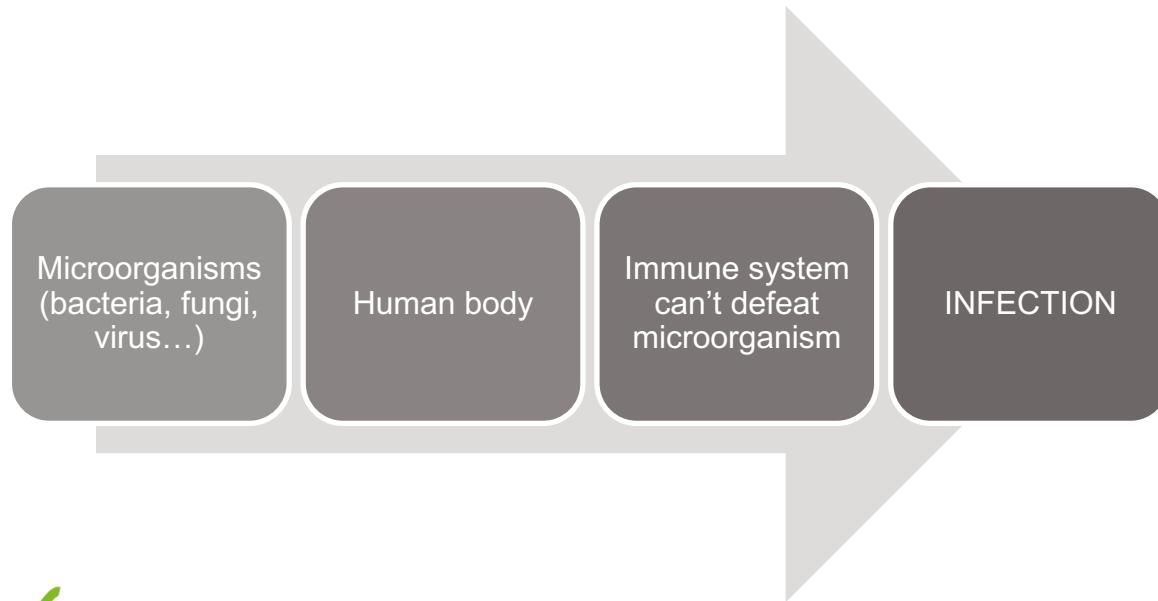 Microorganisms
(bacteria, fungi,
virus…)
Human body
Immune system
can’t defeat
microorganism
INFECTION